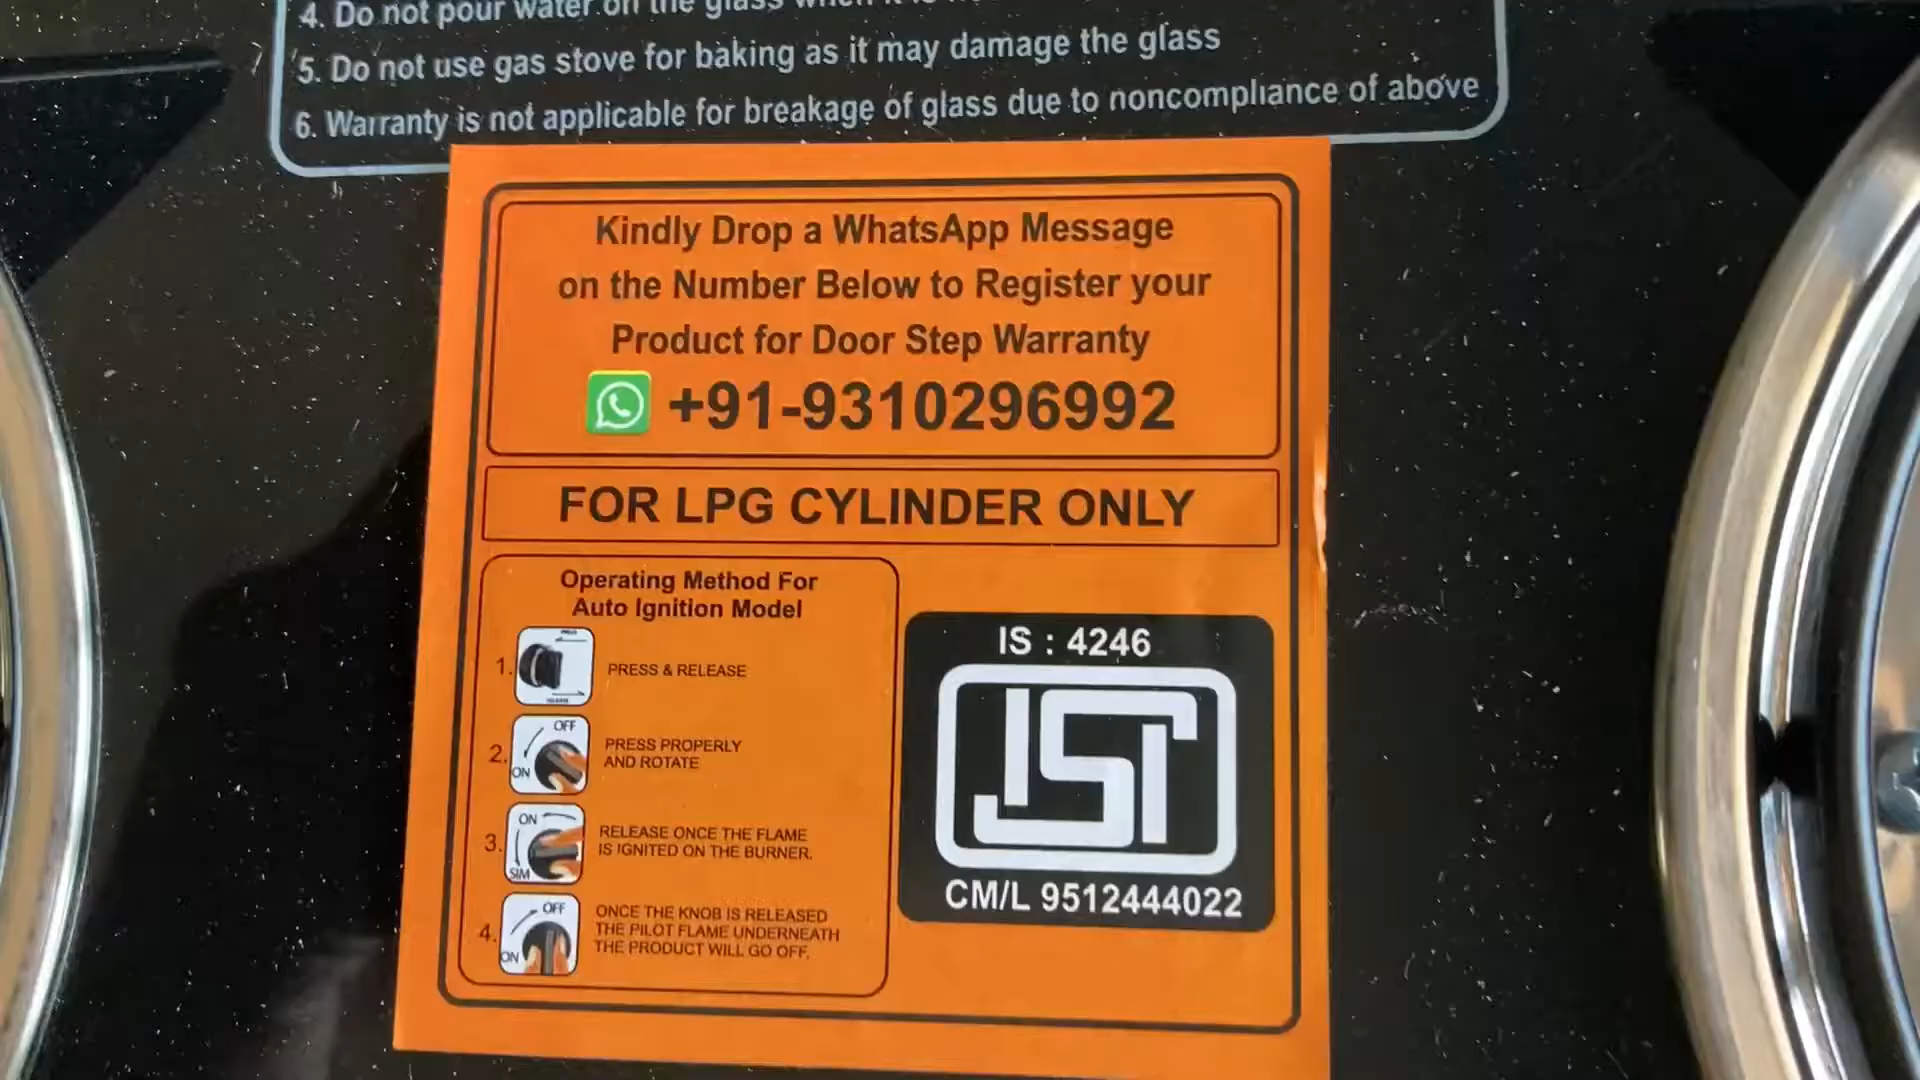 4. Do not pour water on the glass when it is
5. Do not use gas stove for baking as it may damage the glass
6. Warranty is not applicable for breakage of glass due to noncompliance of above
Kindly Drop a WhatsApp Message
on the Number Below to Register your
Product for Door Step Warranty
+91-9310296992
FOR LPG CYLINDER ONLY
Operating Method For
Auto Ignition Model
1. PRESS & RELEASE
OFF
ON
2. PRESS PROPERLY
AND ROTATE
ON
SIM
3. RELEASE ONCE THE FLAME
IS IGNITED ON THE BURNER.
OFF
ON
4. ONCE THE KNOB IS RELEASED
THE PILOT FLAME UNDERNEATH
THE PRODUCT WILL GO OFF.
IS : 4246
ISI
CM/L 9512444022